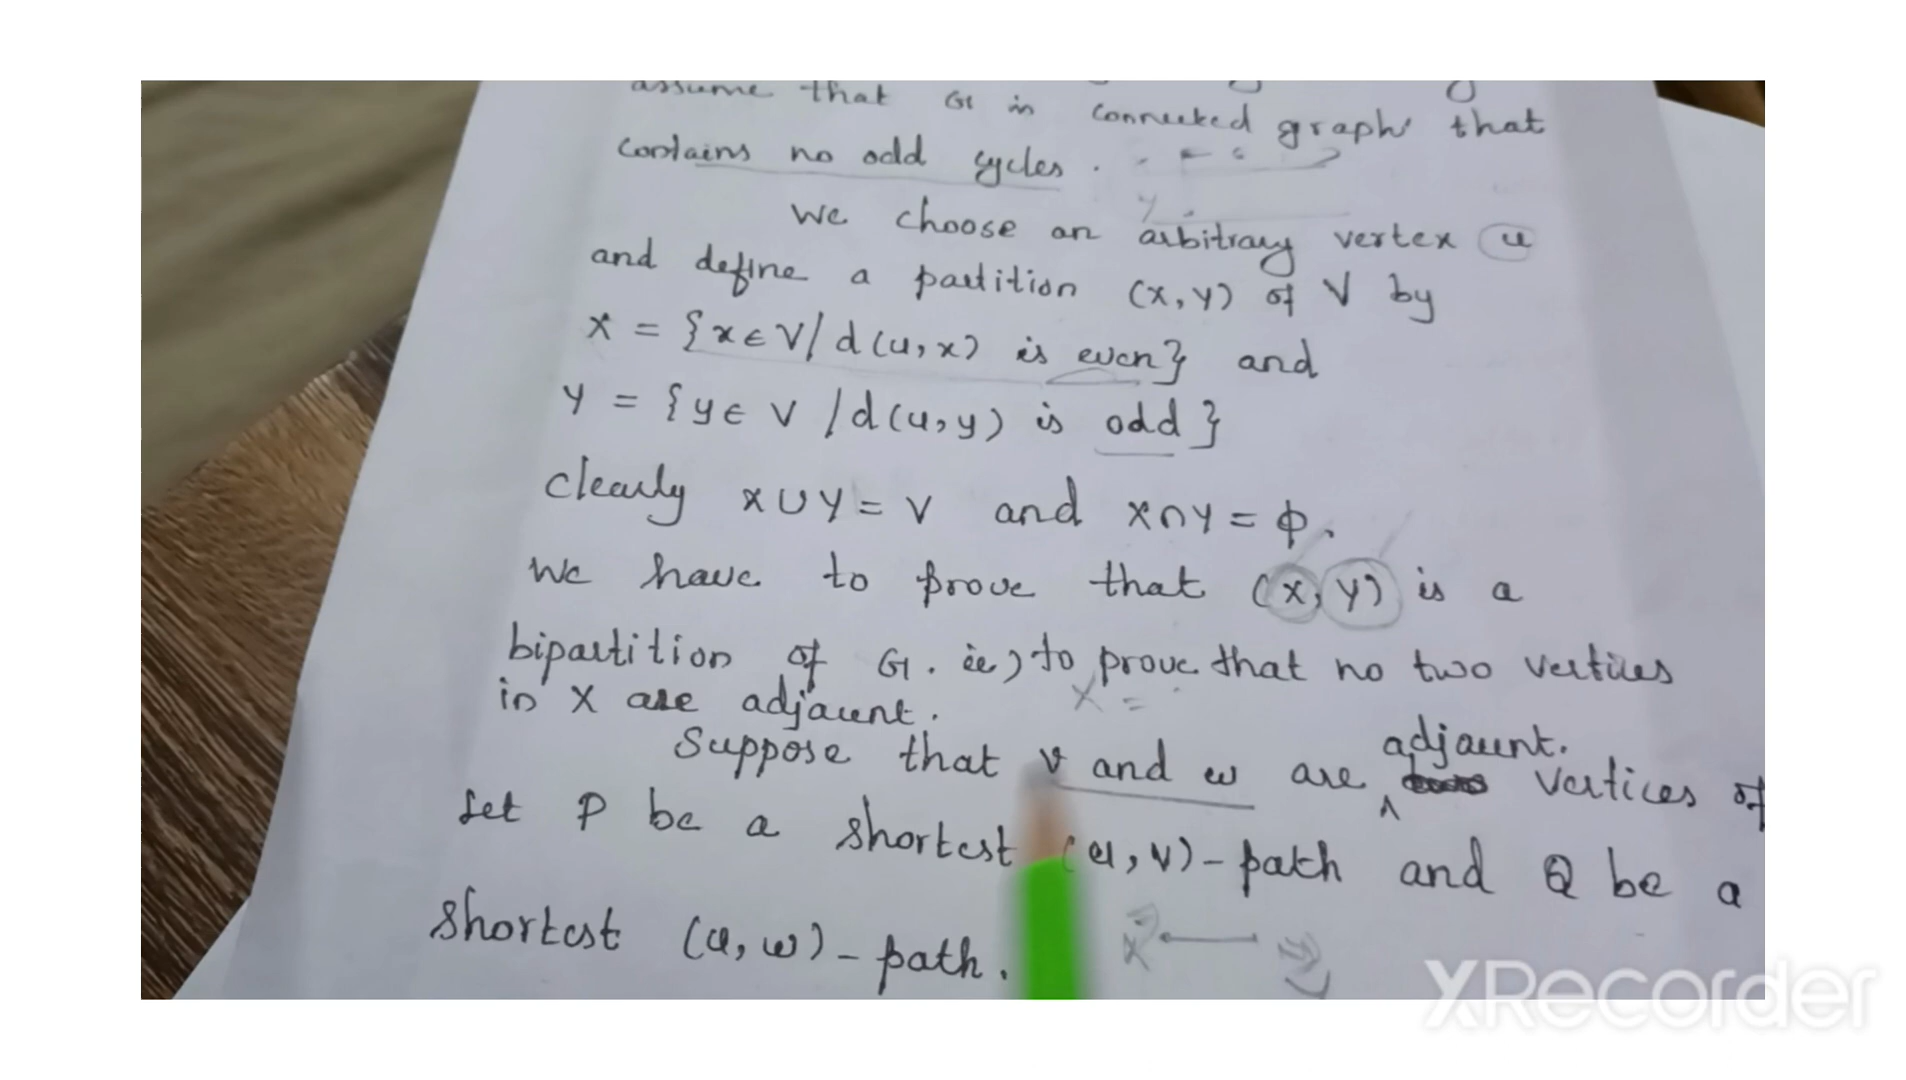 assume that G is connected graph that
contains no odd cycles.
We choose an arbitrary vertex u
and define a partition (X, Y) of V by
X = {x ∈ V / d(u, x) is even} and
Y = {y ∈ V / d(u, y) is odd}
Clearly X ∪ Y = V and X ∩ Y = ϕ.
We have to prove that (X, Y) is a
bipartition of G. ie) to prove that no two vertices
in X are adjacent.
X =
Suppose that v and w are adjacent vertices of
Let P be a shortest (u, v) - path and Q be a
shortest (u, w) - path.
XRecorder